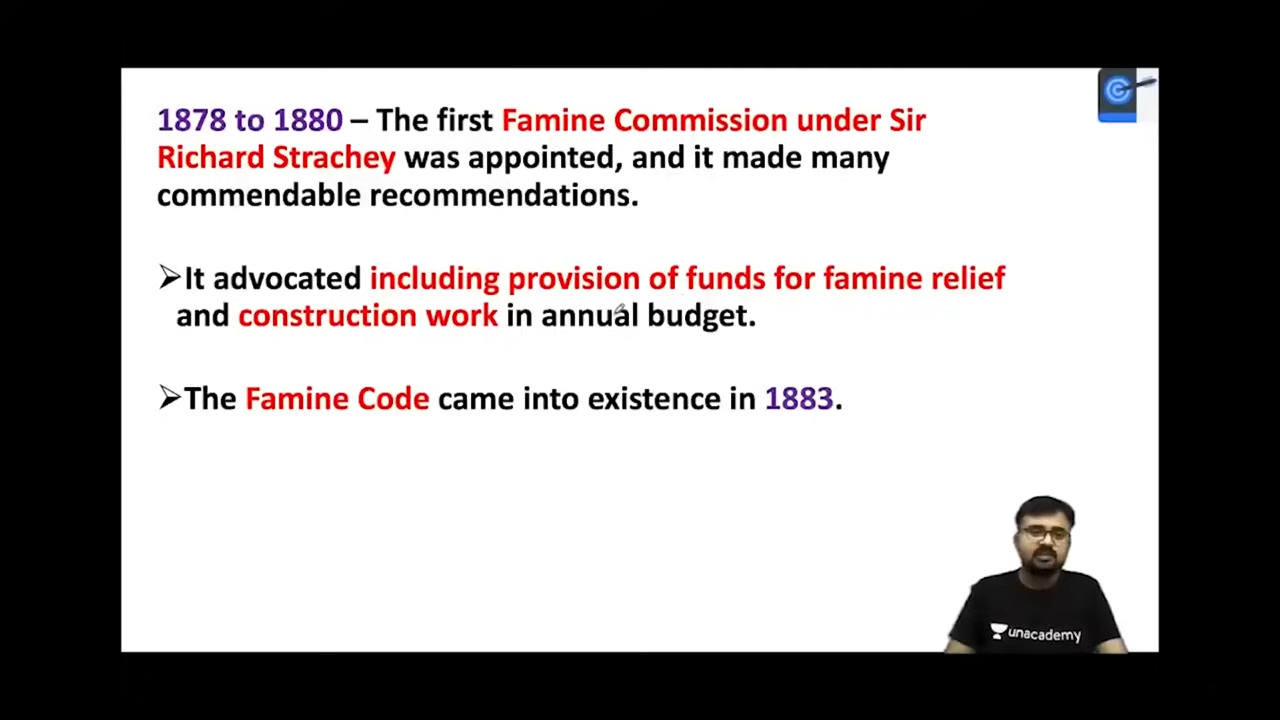 1878 to 1880 – The first Famine Commission under Sir
Richard Strachey was appointed, and it made many
commendable recommendations.
➢It advocated including provision of funds for famine relief
and construction work in annual budget.
➢The Famine Code came into existence in 1883.
unacademy